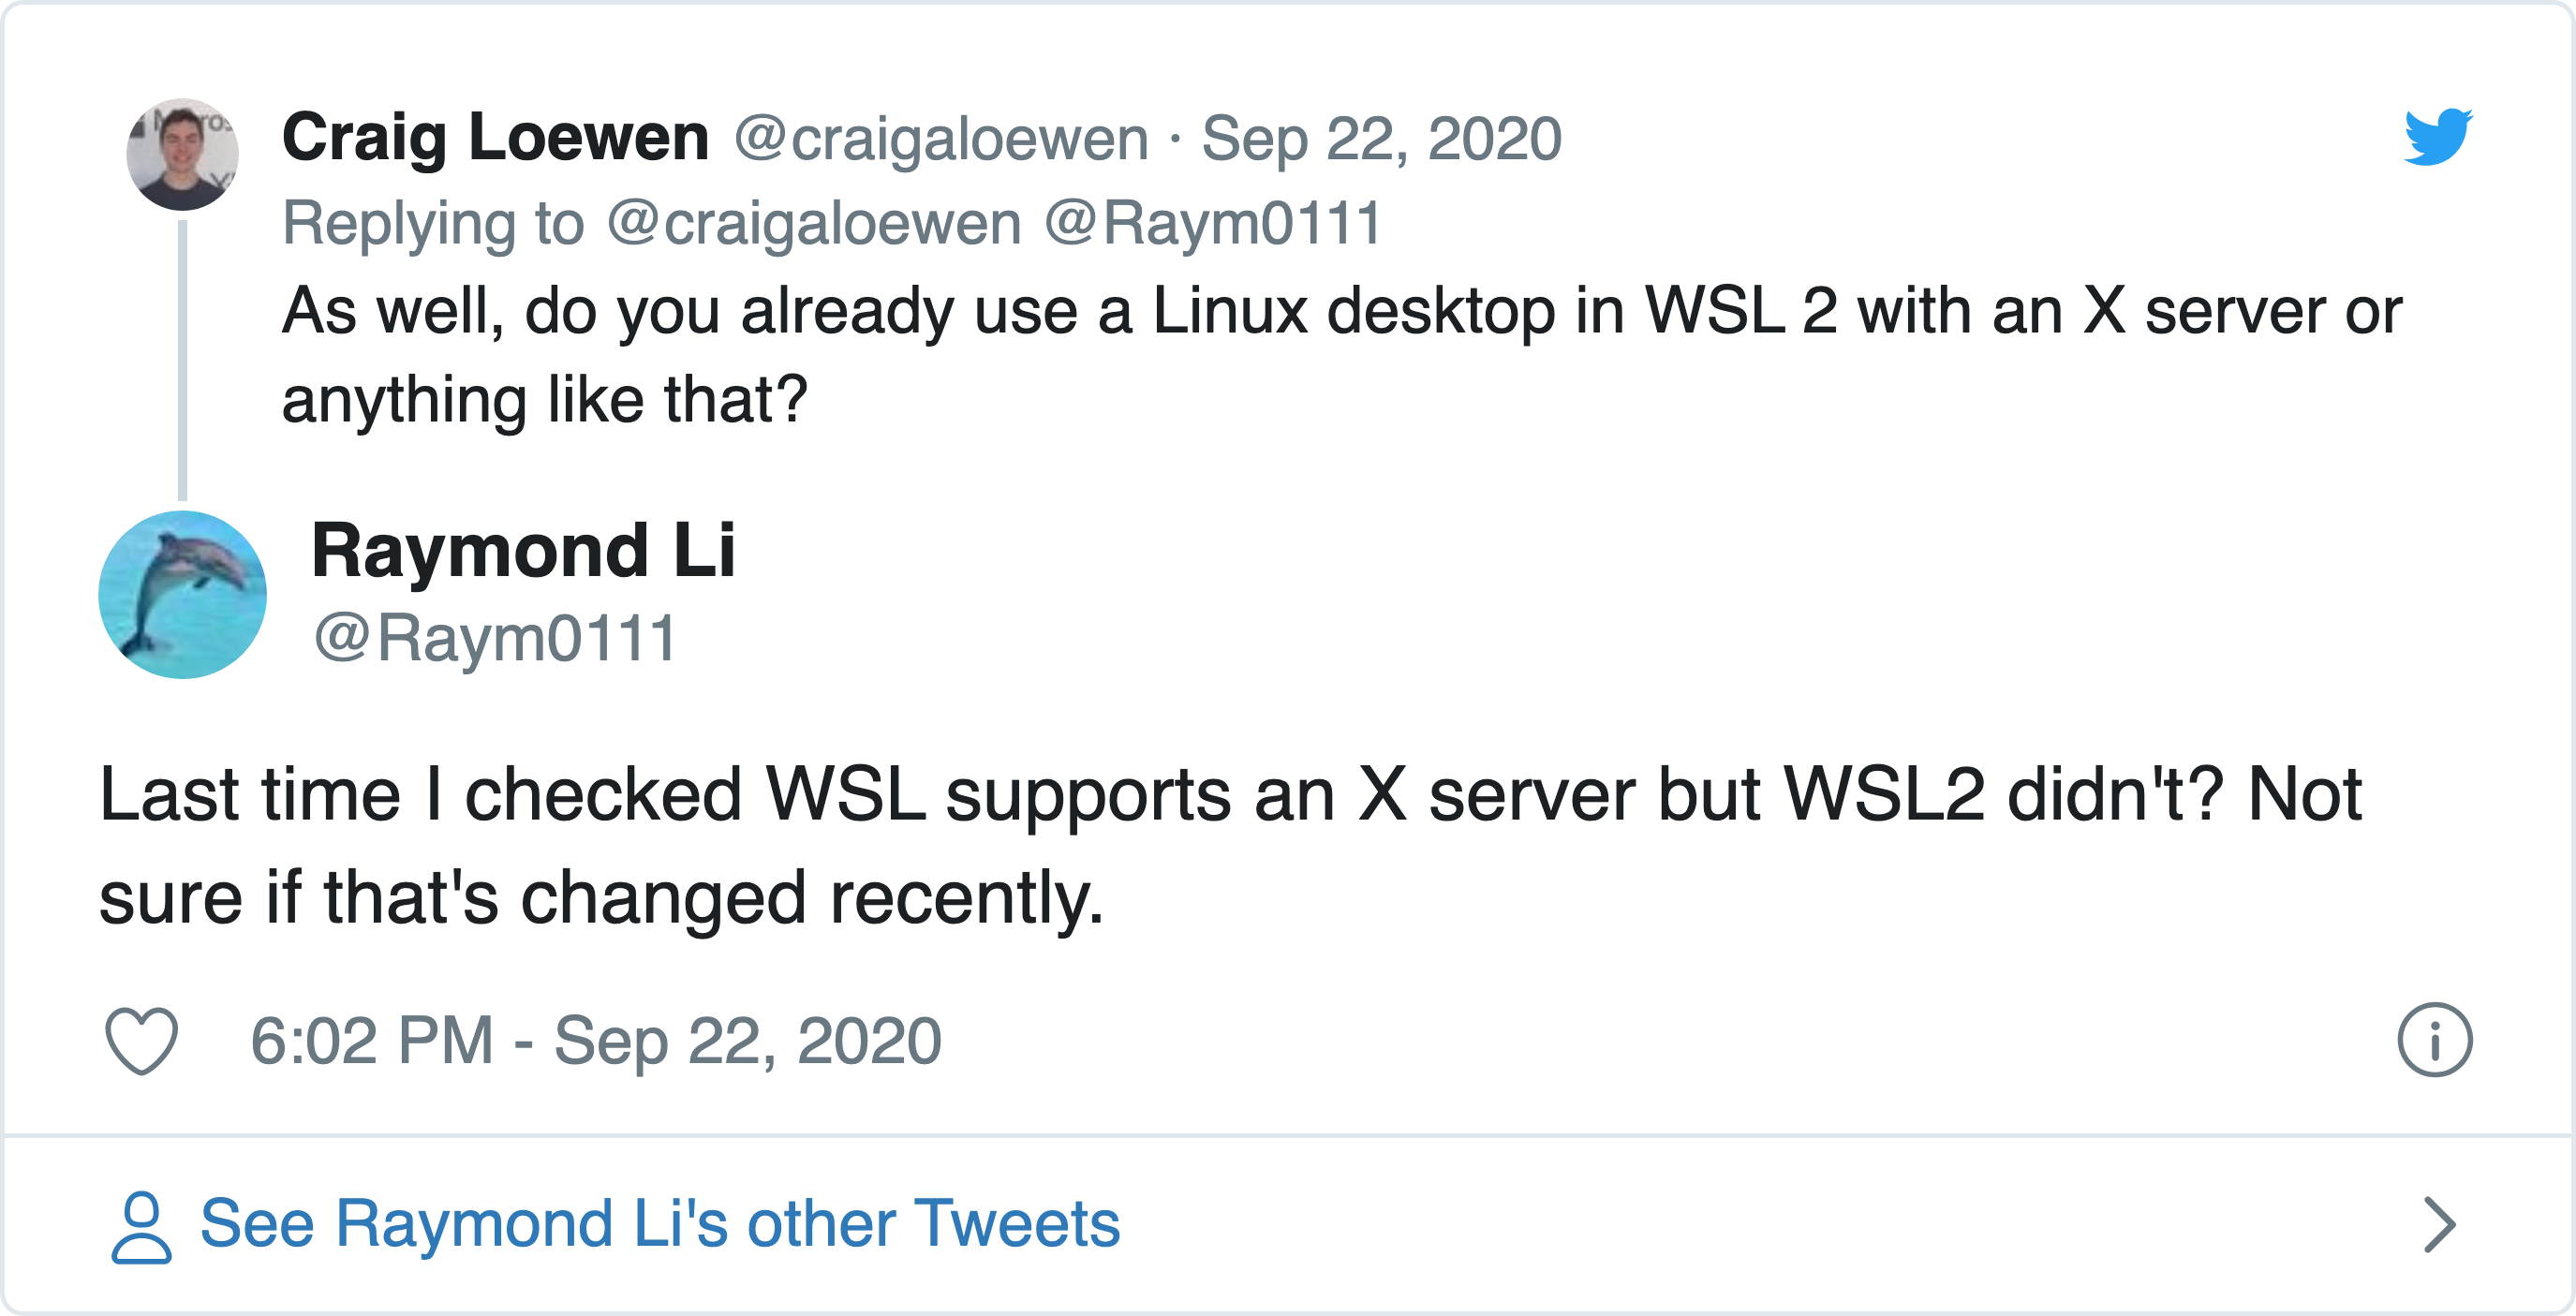 Craig Loewen @craigaloewen · Sep 22, 2020
Replying to @craigaloewen @Raym0111
As well, do you already use a Linux desktop in WSL 2 with an X server or
anything like that?
Raymond Li
@Raym0111
Last time I checked WSL supports an X server but WSL2 didn't? Not
sure if that's changed recently.
6:02 PM - Sep 22, 2020
See Raymond Li's other Tweets